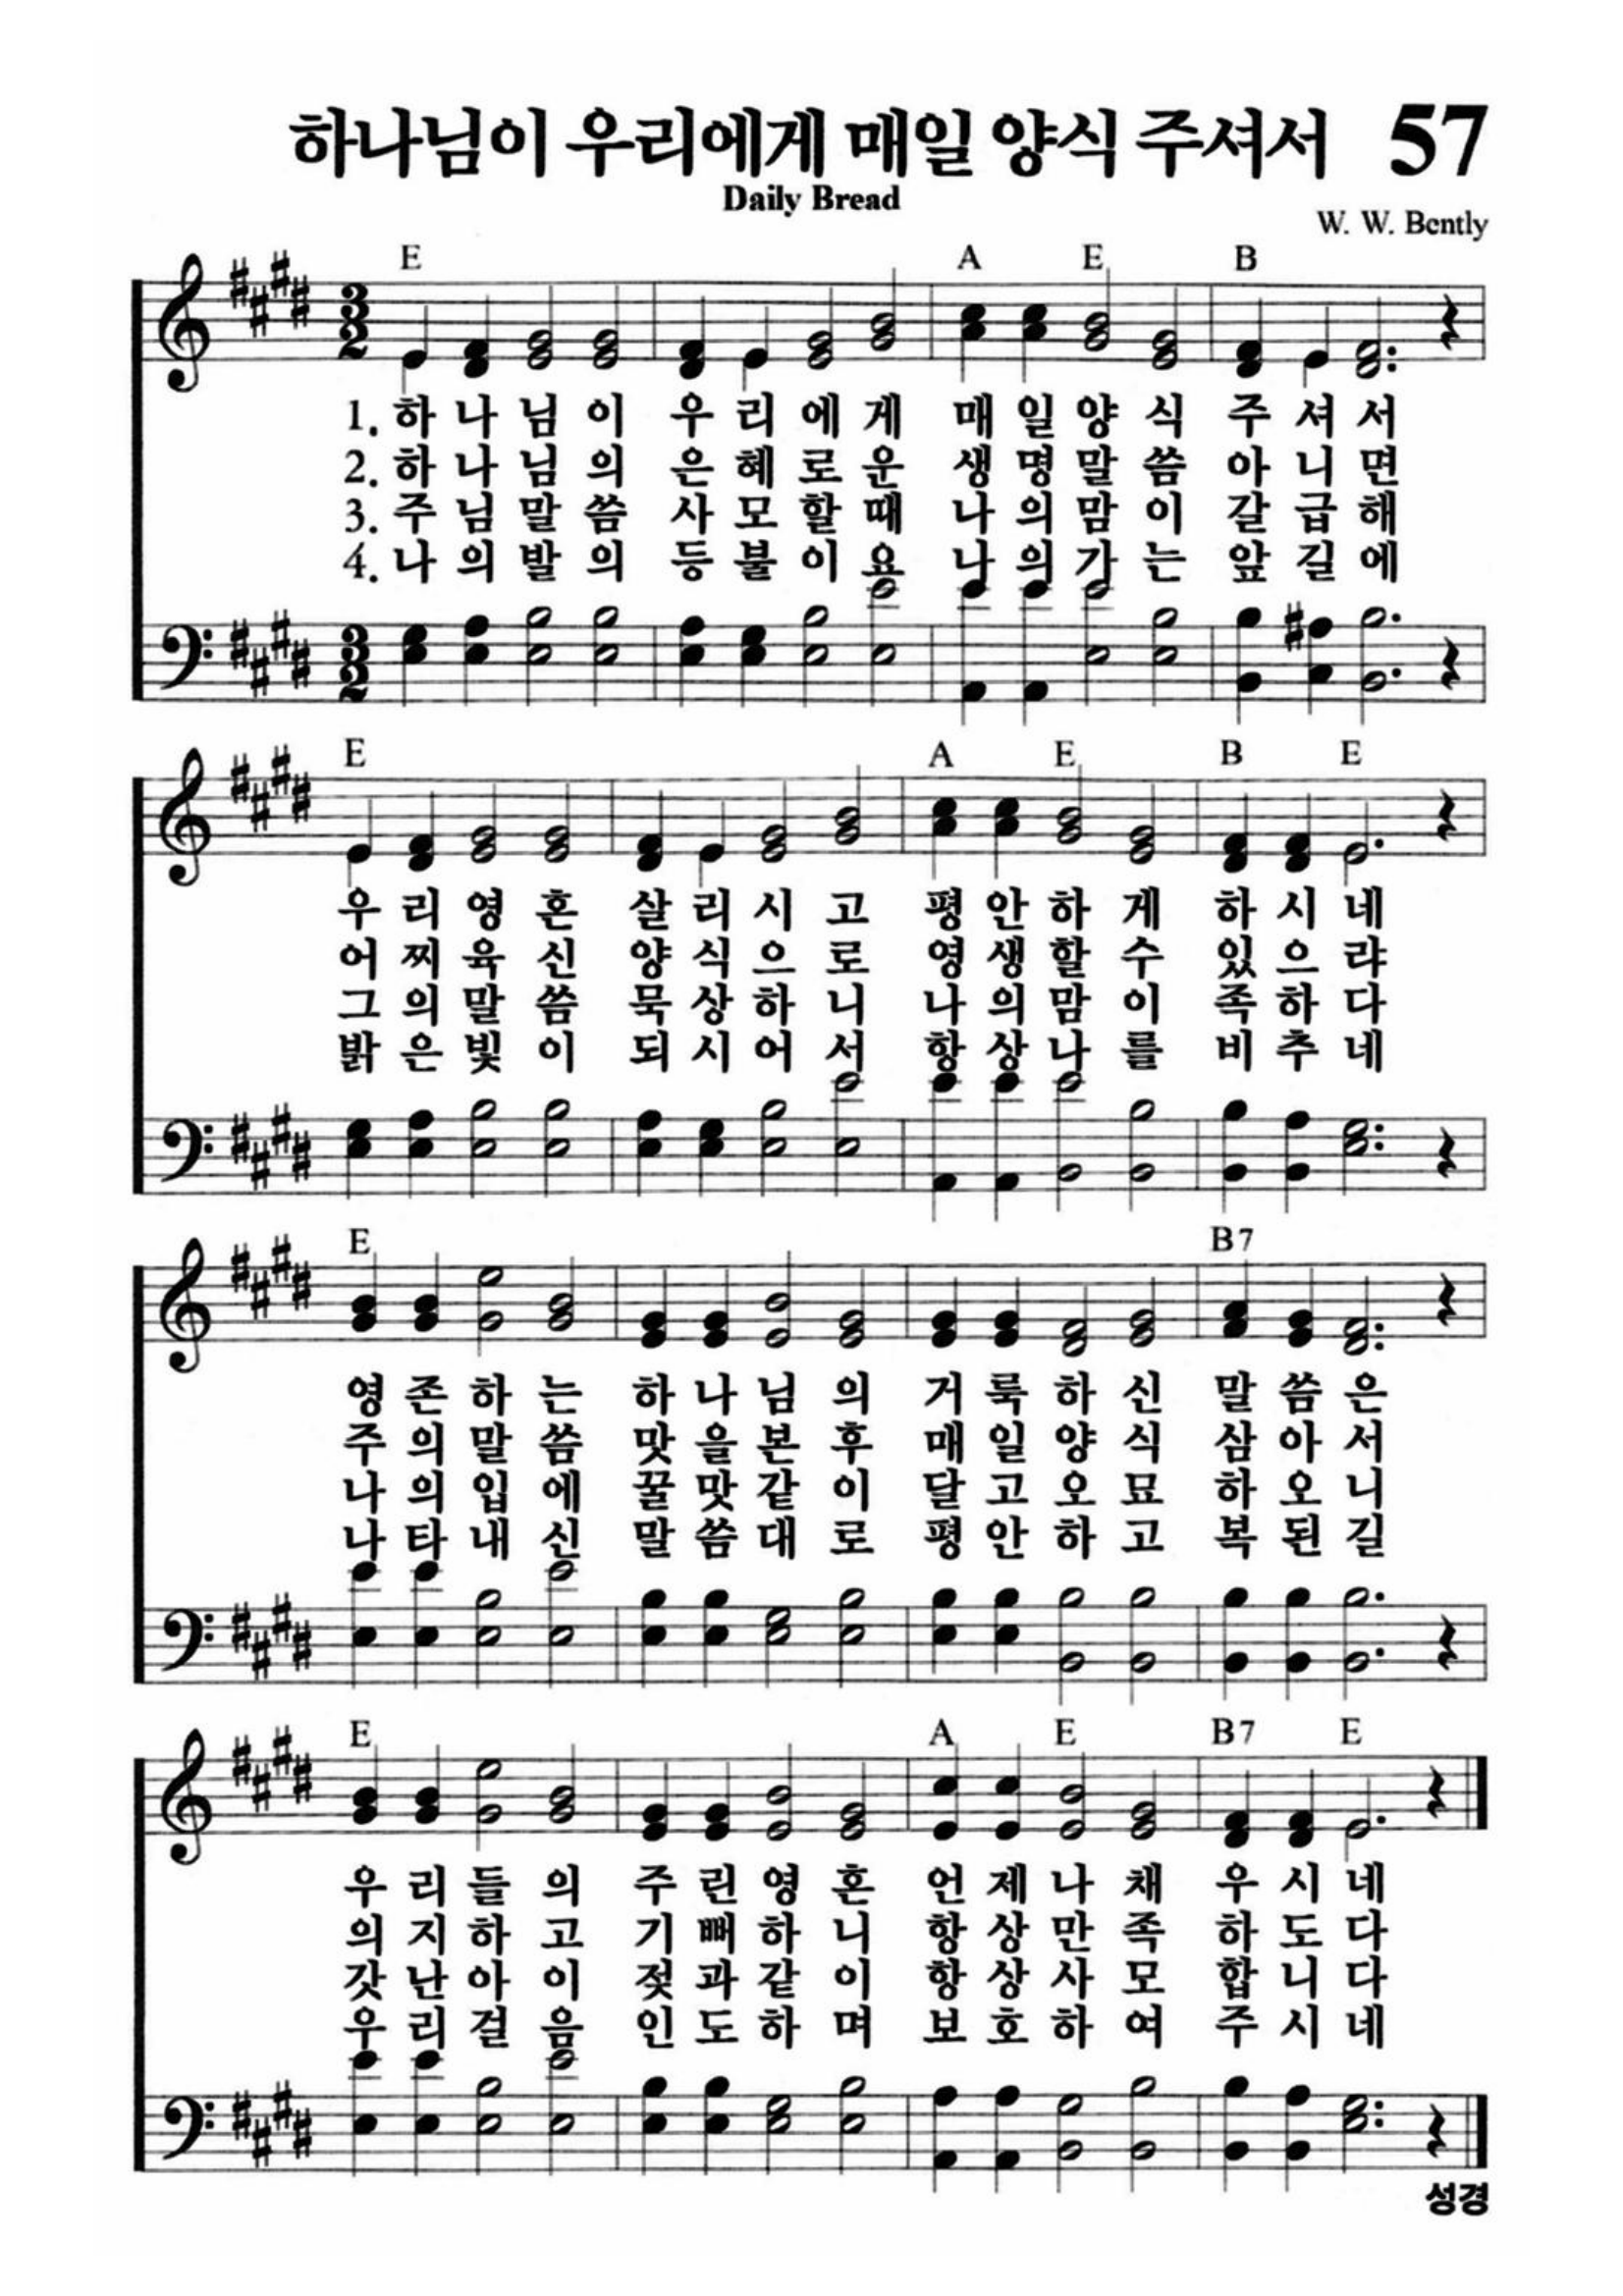 하나님이 우리에게 매일 양식 주셔서 57
Daily Bread
W. W. Bently
E A E B
1. 하 나 님 이 우 리 에 게 매 일 양 식 주 셔 서
2. 하 나 님 의 은 혜 로 운 생 명 말 씀 아 니 면
3. 주 님 말 씀 사 모 할 때 나 의 맘 이 갈 급 해
4. 나 의 발 의 등 불 이 요 나 의 가 는 앞 길 에
E A E B E
우 리 영 혼 살 리 시 고 평 안 하 게 하 시 네
어 찌 육 신 양 식 으 로 영 생 할 수 있 으 랴
그 의 말 씀 묵 상 하 니 나 의 맘 이 족 하 다
밝 은 빛 이 되 시 어 서 항 상 나 를 비 추 네
E B7
영 존 하 는 하 나 님 의 거 룩 하 신 말 씀 은
주 의 말 씀 맛 을 본 후 매 일 양 식 삼 아 서
나 의 입 에 꿀 맛 같 이 달 고 오 묘 하 오 니
나 타 내 신 말 씀 대 로 평 안 하 고 복 된 길
E A E B7 E
우 리 들 의 주 린 영 혼 언 제 나 채 우 시 네
의 지 하 고 기 뻐 하 니 항 상 만 족 하 도 다
갓 난 아 이 젖 과 같 이 항 상 사 모 합 니 다
우 리 걸 음 인 도 하 며 보 호 하 여 주 시 네
성경